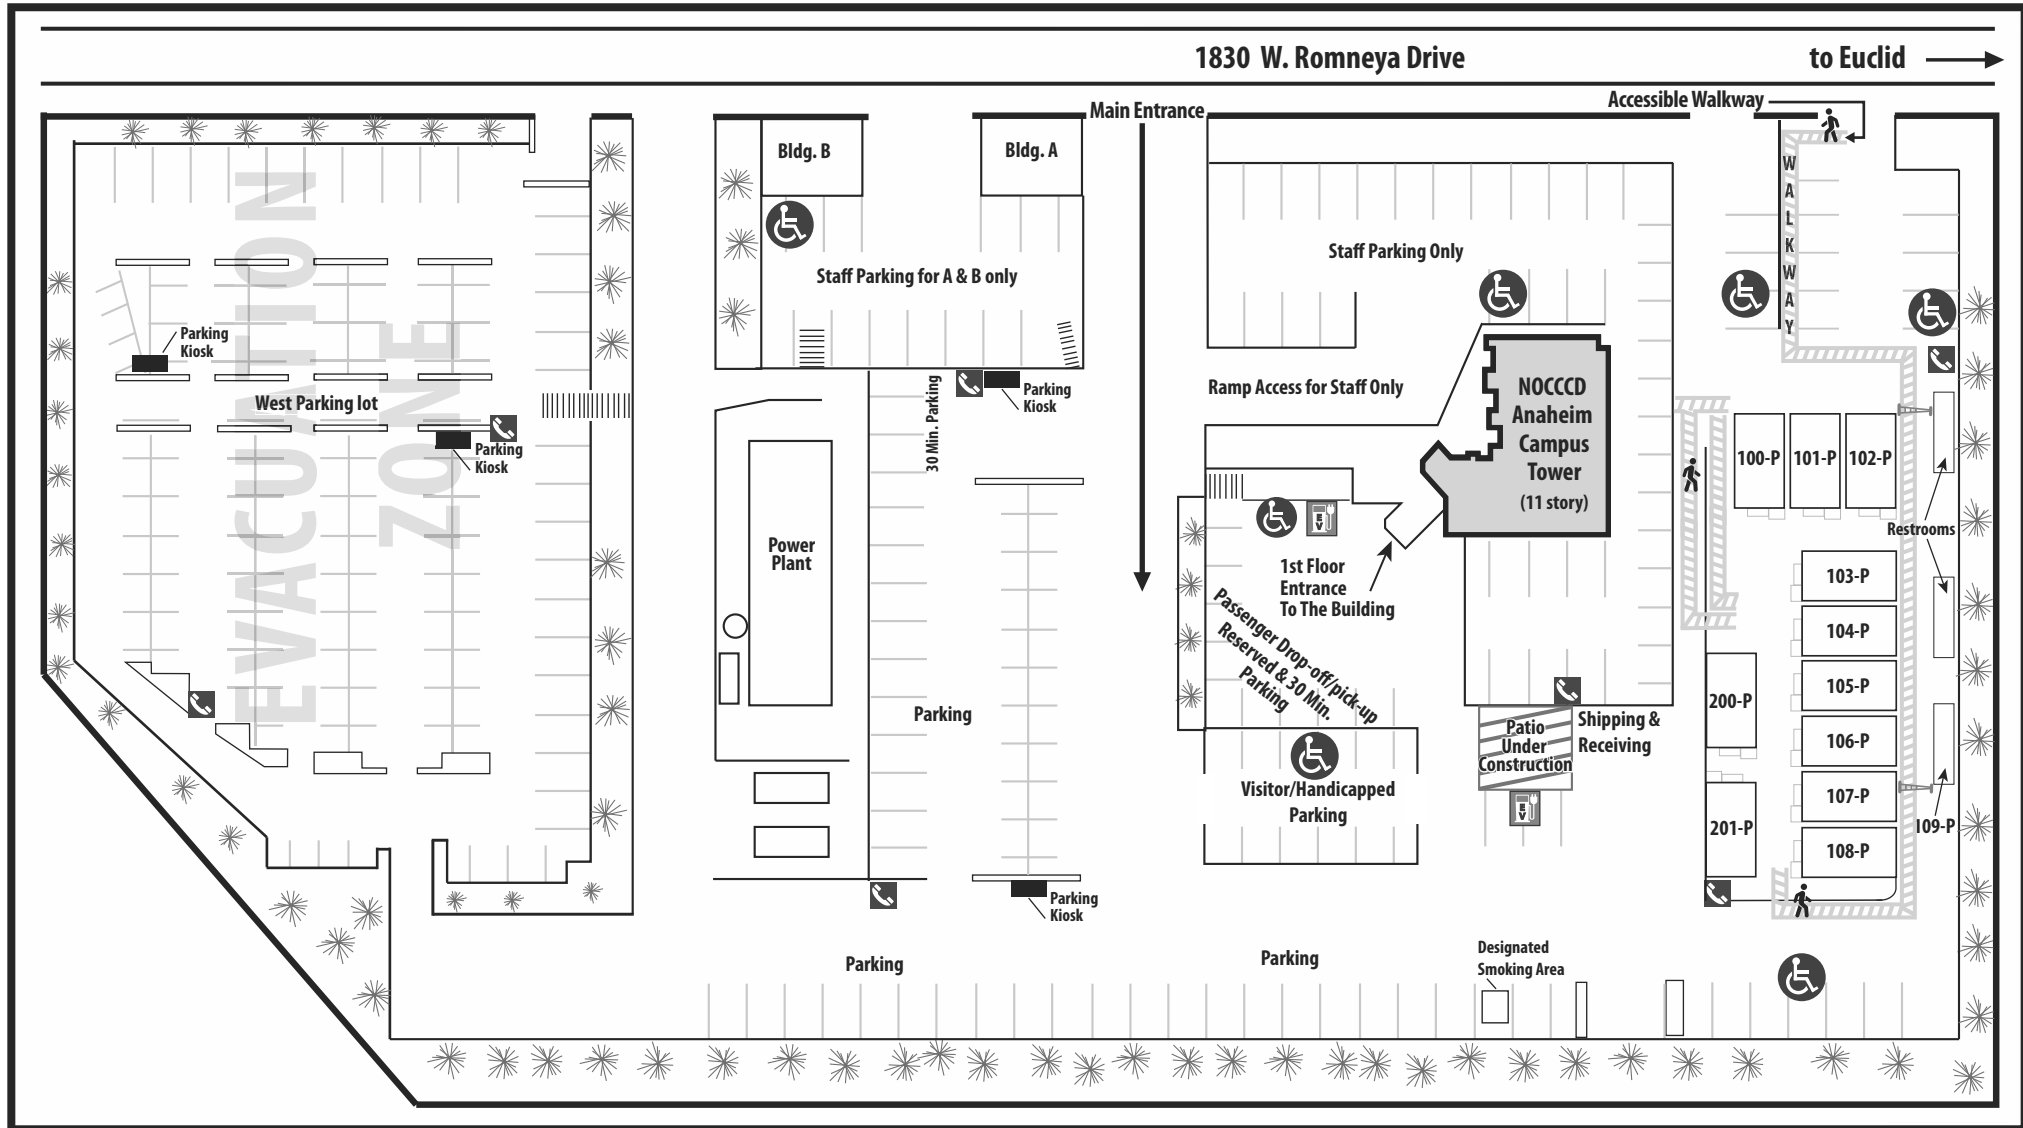 1830 W. Romneya Drive
to Euclid
Accessible Walkway
Main Entrance
Bldg. B
Bldg. A
WALKWAY
EVACUATION
ZONE
Staff Parking Only
Staff Parking for A & B only
Parking
Kiosk
West Parking lot
Parking
Kiosk
30 Min. Parking
Parking
Kiosk
Ramp Access for Staff Only
NOCCCD
Anaheim
Campus
Tower
(11 story)
100-P
101-P
102-P
Restrooms
EV
Power
Plant
1st Floor
Entrance
To The Building
103-P
104-P
105-P
106-P
107-P
108-P
109-P
200-P
201-P
Passenger Drop-off/pick-up
Reserved & 30 Min.
Parking
Parking
Patio
Under
Construction
Shipping &
Receiving
Visitor/Handicapped
Parking
EV
Parking
Kiosk
Parking
Parking
Designated
Smoking Area